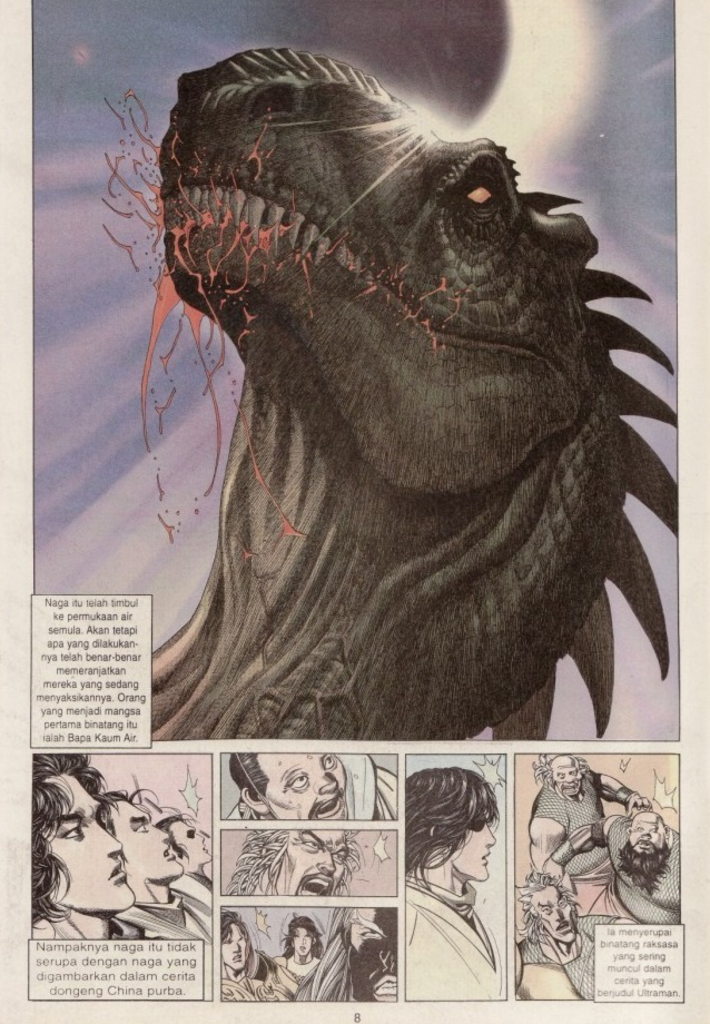 Naga itu telah timbul
ke permukaan air
semula. Akan tetapi
apa yang dilakukan-
nya telah benar-benar
memeranjatkan
mereka yang sedang
menyaksikannya. Orang
yang menjadi mangsa
pertama binatang itu
ialah Bapa Kaum Air.
Nampaknya naga itu tidak
serupa dengan naga yang
digambarkan dalam cerita
dongeng China purba.
Ia menyerupai
binatang raksasa
yang sering
muncul dalam
cerita yang
berjudul Ultraman.
8